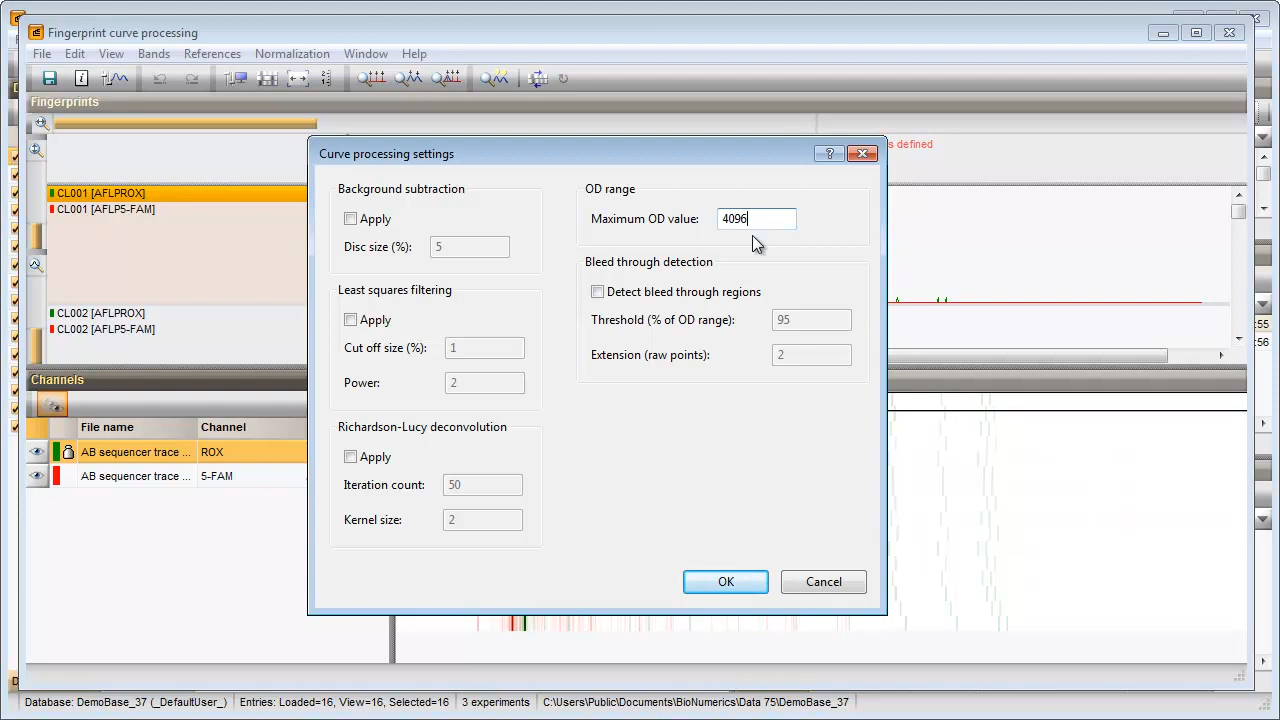 Fingerprint curve processing
File Edit View Bands References Normalization Window Help
Fingerprints
CL001 [AFLPROX]
CL001 [AFLP5-FAM]
CL002 [AFLPROX]
CL002 [AFLP5-FAM]
s defined
Channels
File name Channel
AB sequencer trace ... ROX
AB sequencer trace ... 5-FAM
Curve processing settings
Background subtraction
Apply
Disc size (%): 5
Least squares filtering
Apply
Cut off size (%): 1
Power: 2
Richardson-Lucy deconvolution
Apply
Iteration count: 50
Kernel size: 2
OD range
Maximum OD value: 4096
Bleed through detection
Detect bleed through regions
Threshold (% of OD range): 95
Extension (raw points): 2
OK Cancel
:55
:56
Database: DemoBase_37 (_DefaultUser_) Entries: Loaded=16, View=16, Selected=16 3 experiments C:\Users\Public\Documents\BioNumerics\Data 75\DemoBase_37